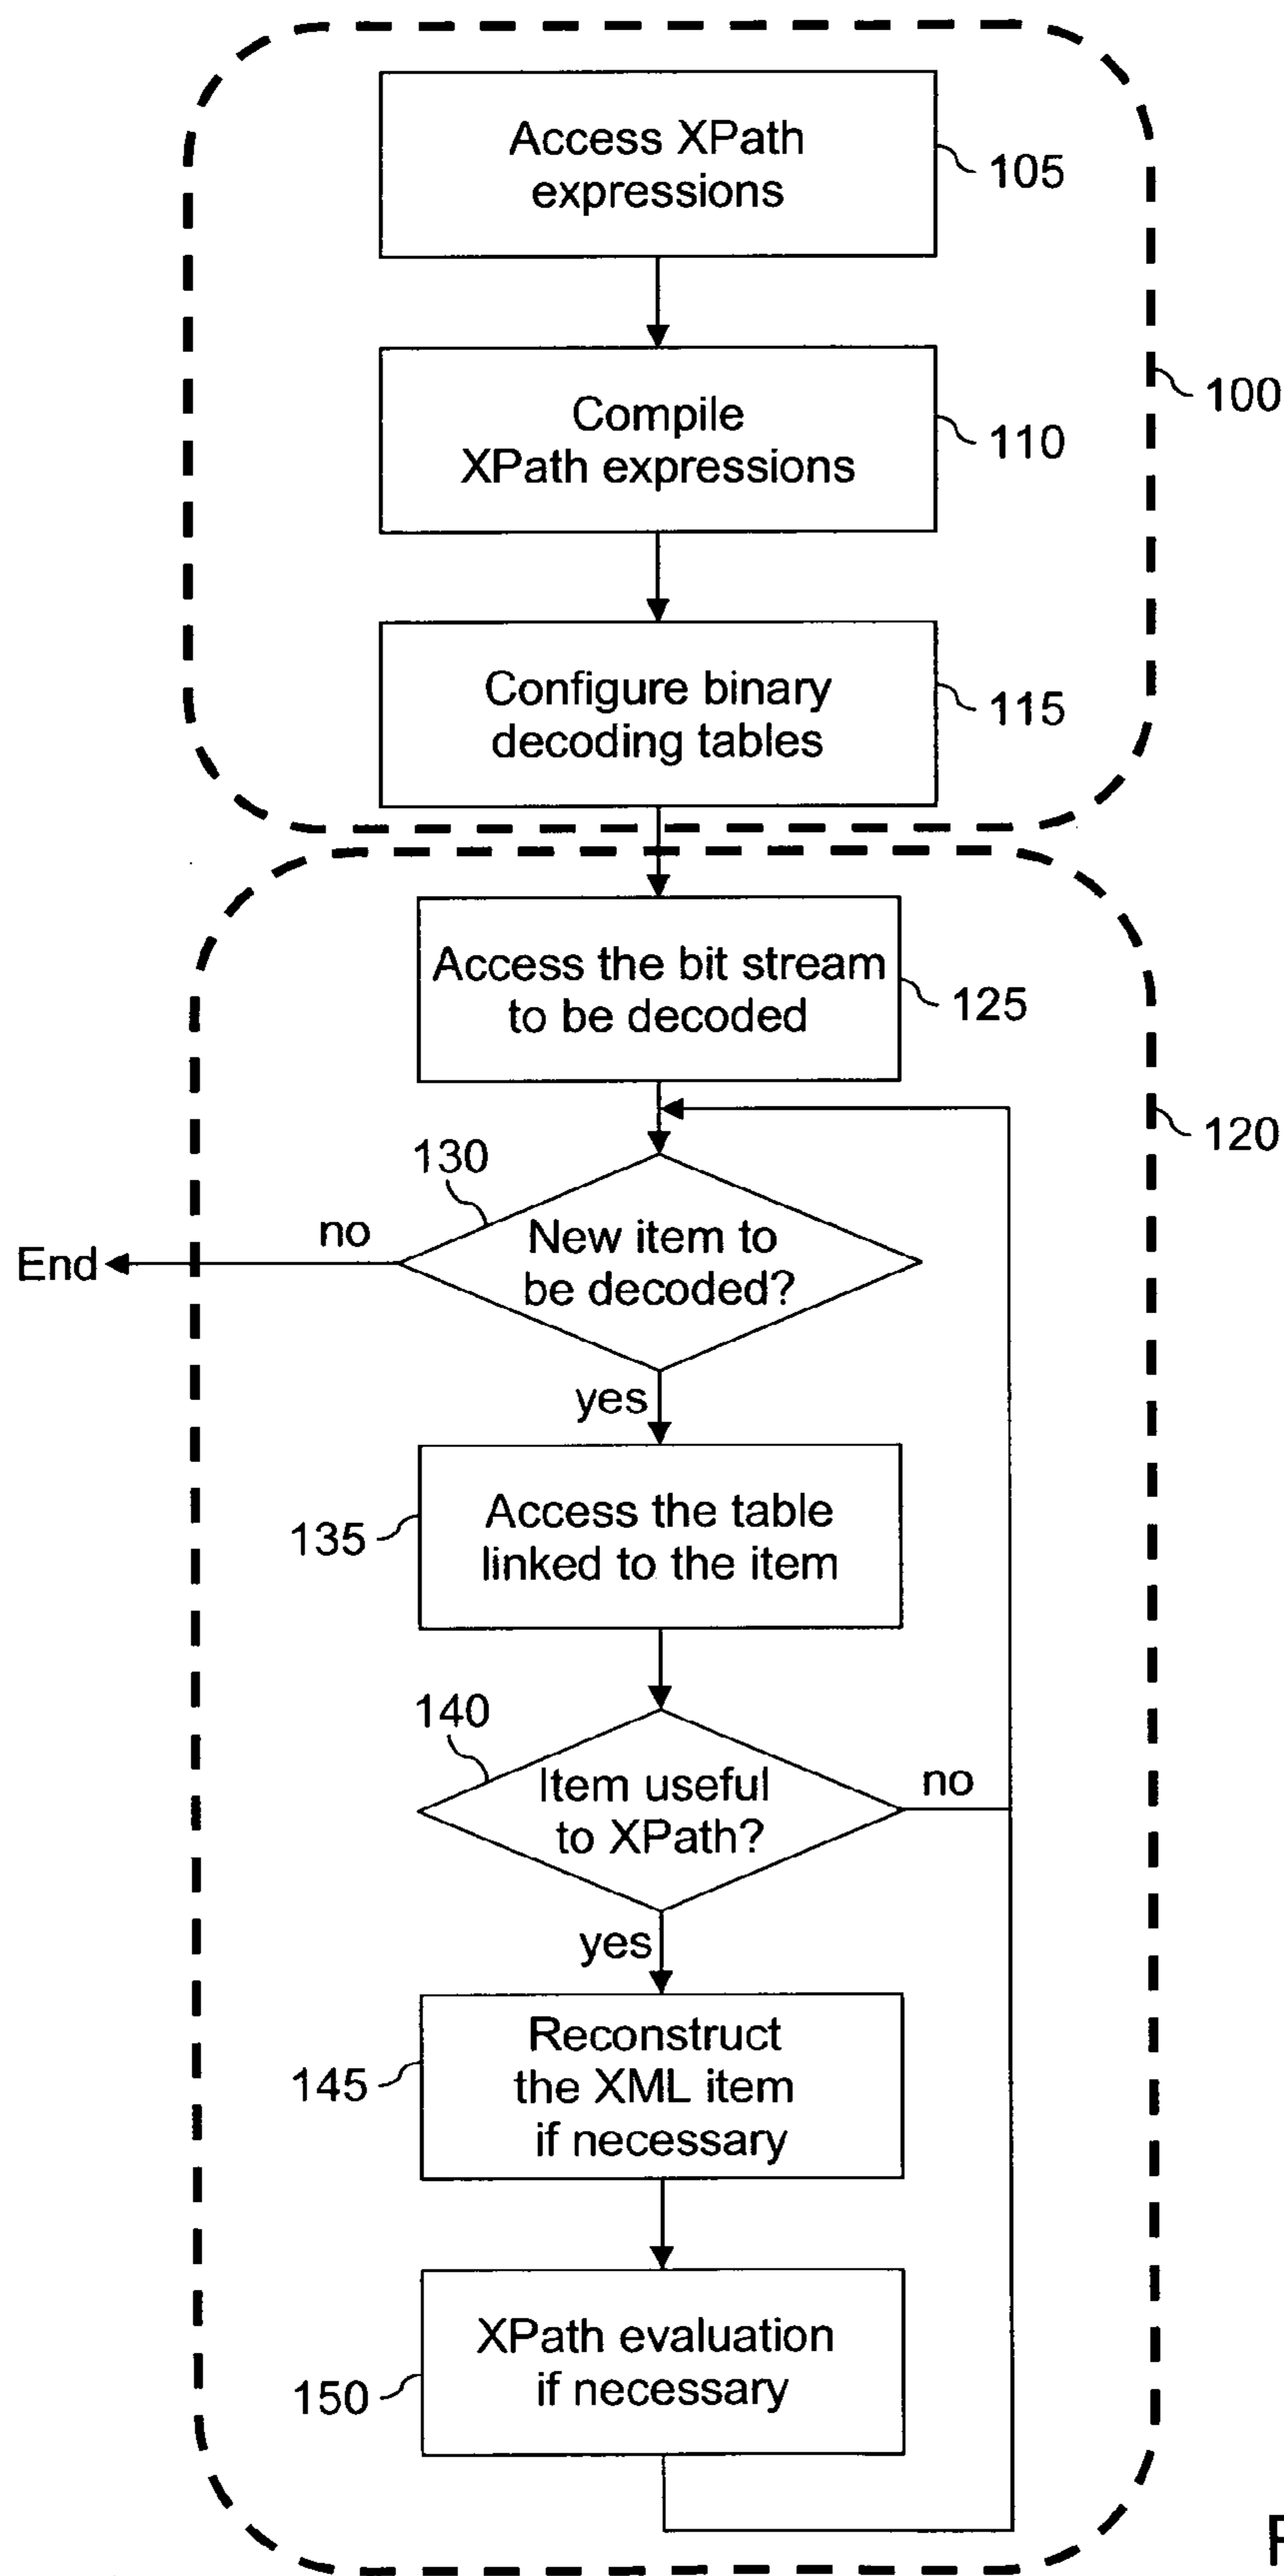 Access XPath
expressions
105
100
Compile
XPath expressions
110
Configure binary
decoding tables
115
Access the bit stream
to be decoded
125
120
130
New item to
be decoded?
no
End
yes
Access the table
linked to the item
135
140
Item useful
to XPath?
no
yes
Reconstruct
the XML item
if necessary
145
XPath evaluation
if necessary
150